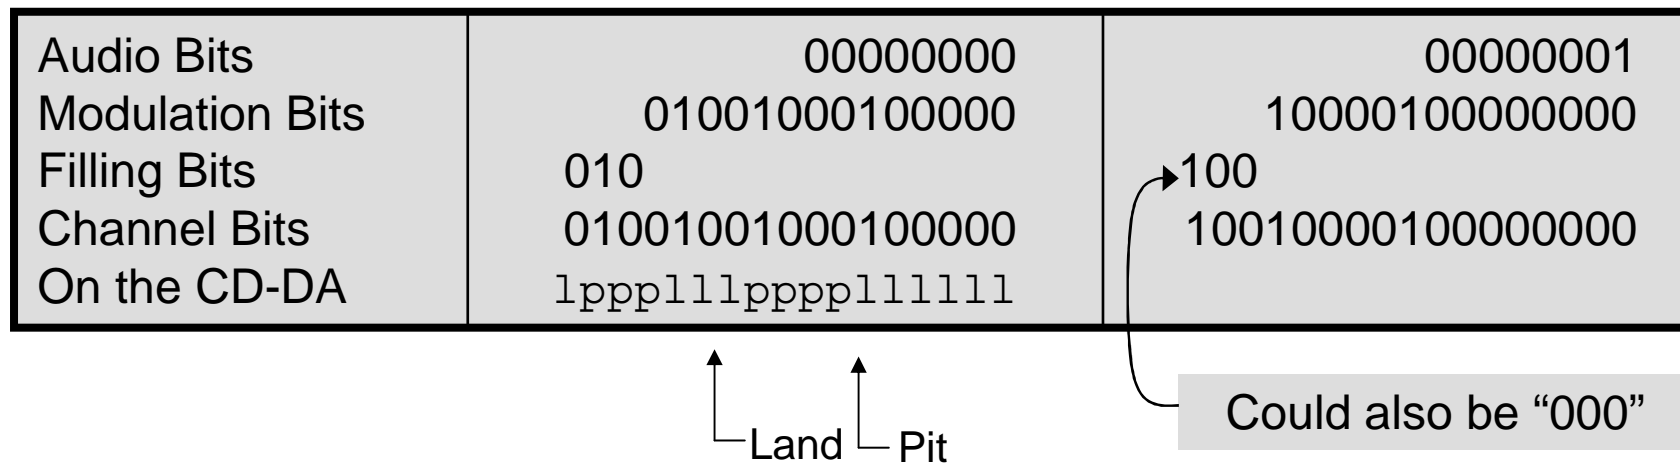 Audio Bits 00000000 00000001
Modulation Bits 01001000100000 10000100000000
Filling Bits 010 100
Channel Bits 01001001000100000 10010000100000000
On the CD-DA lppplllpppplllllll
Could also be “000”
Land Pit